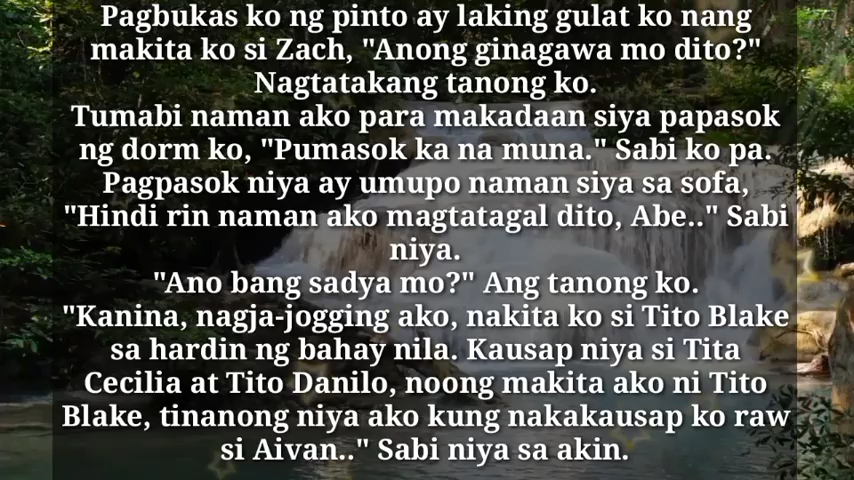 Pagbukas ko ng pinto ay laking gulat ko nang
makita ko si Zach, "Anong ginagawa mo dito?"
Nagtatakang tanong ko.
Tumabi naman ako para makadaan siya papasok
ng dorm ko, "Pumasok ka na muna." Sabi ko pa.
Pagpasok niya ay umupo naman siya sa sofa,
"Hindi rin naman ako magtatagal dito, Abe.." Sabi
niya.
"Ano bang sadya mo?" Ang tanong ko.
"Kanina, nagja-jogging ako, nakita ko si Tito Blake
sa hardin ng bahay nila. Kausap niya si Tita
Cecilia at Tito Danilo, noong makita ako ni Tito
Blake, tinanong niya ako kung nakakausap ko raw
si Aivan.." Sabi niya sa akin.